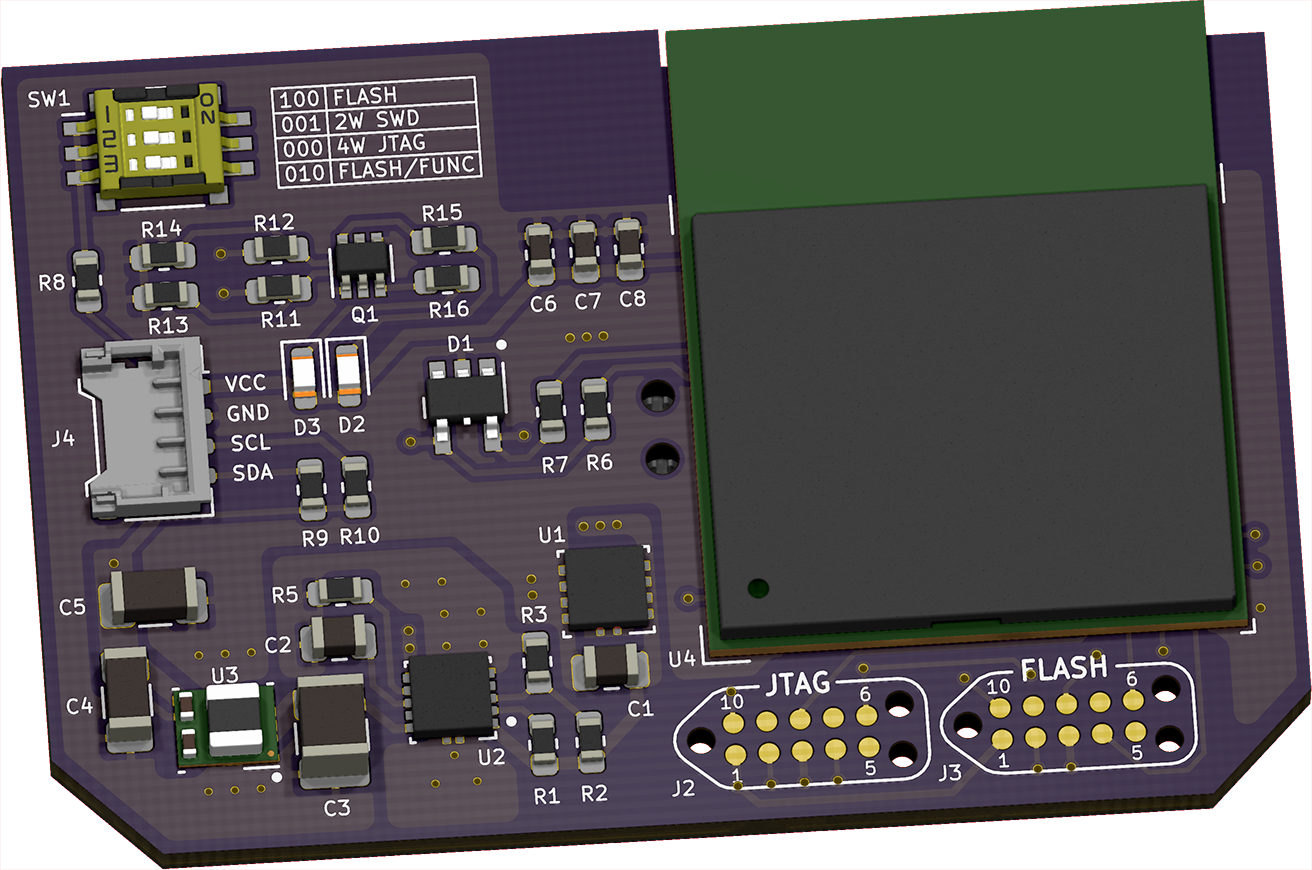 SW1
ON
1
2
3
100 FLASH
001 2W SWD
000 4W JTAG
010 FLASH/FUNC
R14
R12
R15
R8
R13
R11
Q1
R16
C6
C7
C8
D1
VCC
GND
SCL
SDA
J4
D3
D2
R7
R6
R9
R10
U1
C5
R5
R3
C2
U4
U3
C4
C1
JTAG
10
6
1
5
J2
FLASH
10
6
1
5
J3
U2
C3
R1
R2